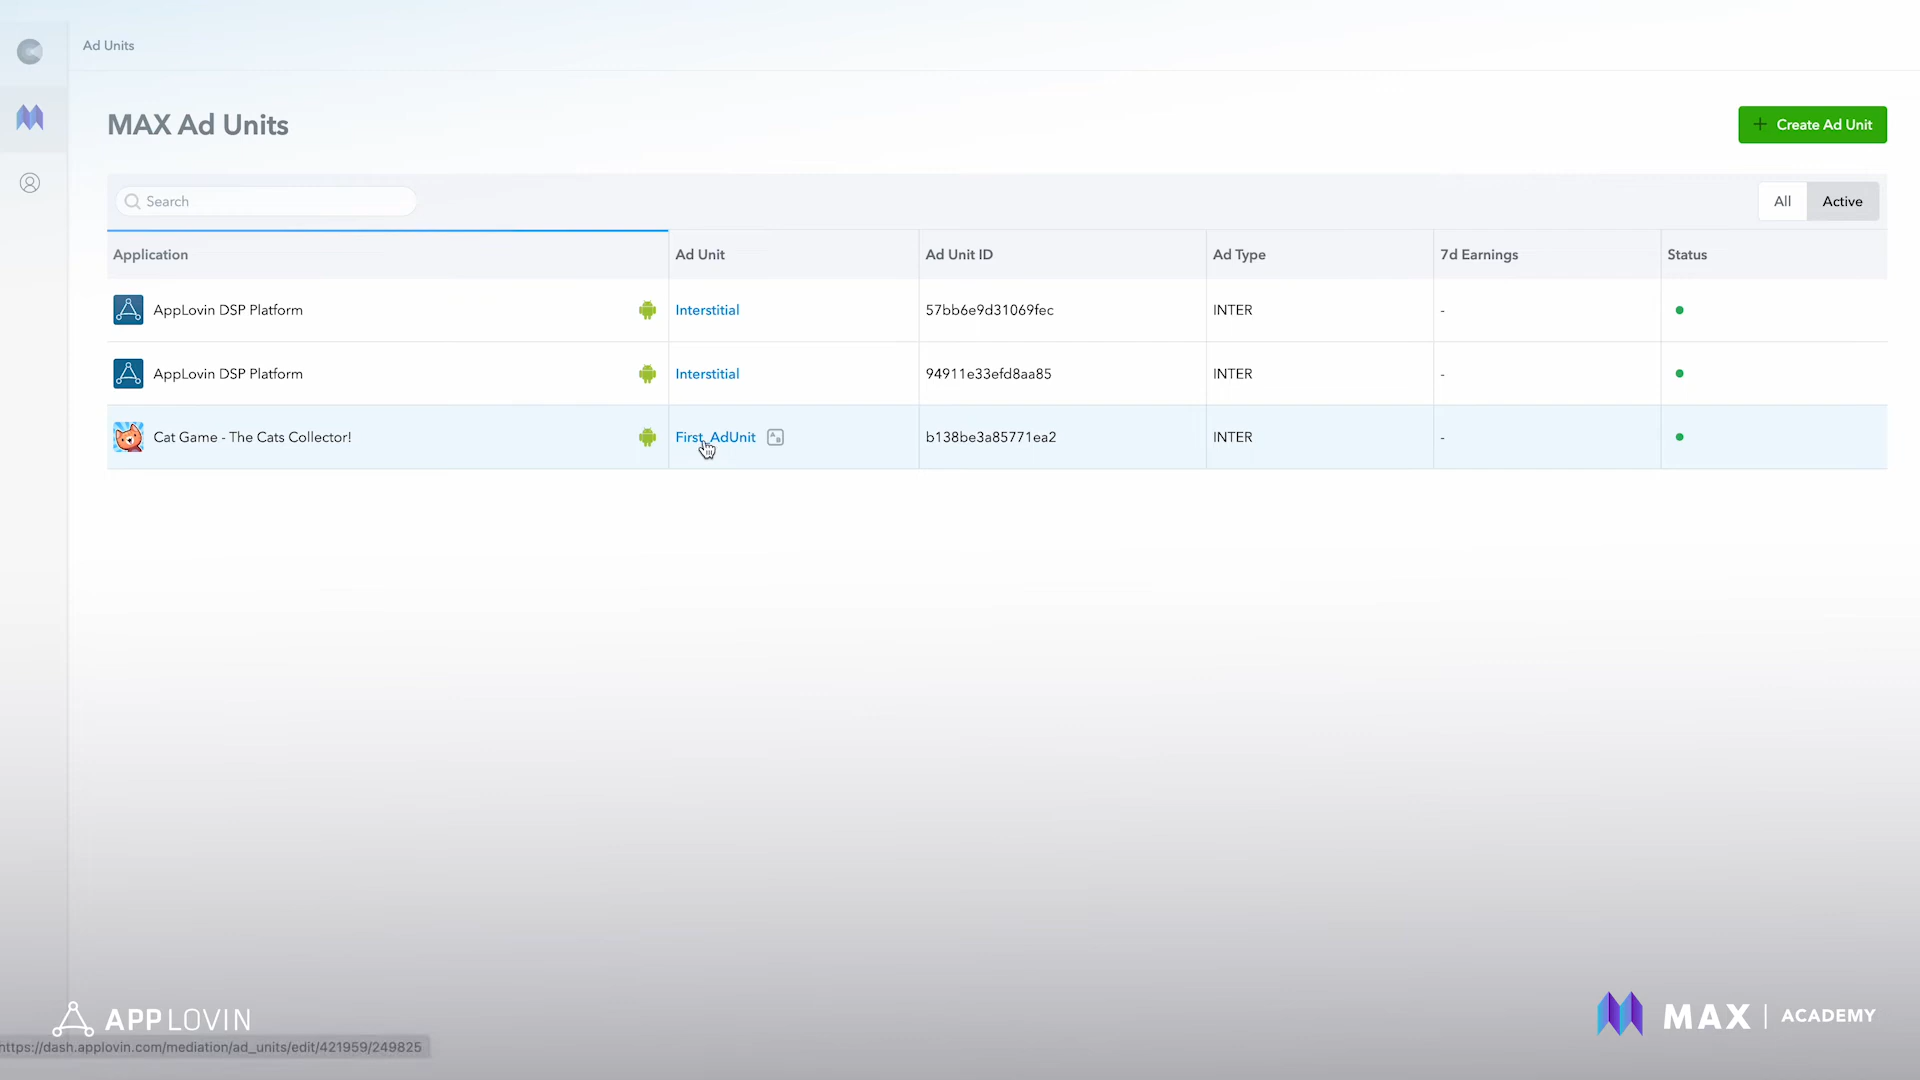 Ad Units
MAX Ad Units
Create Ad Unit
Search
All Active
Application Ad Unit Ad Unit ID Ad Type 7d Earnings Status
AppLovin DSP Platform Interstitial 57bb6e9d31069fec INTER -
AppLovin DSP Platform Interstitial 94911e33efd8aa85 INTER -
Cat Game - The Cats Collector! First_AdUnit b138be3a85771ea2 INTER -
APPLOVIN
MAX | ACADEMY
https://dash.applovin.com/mediation/ad_units/edit/421959/249825